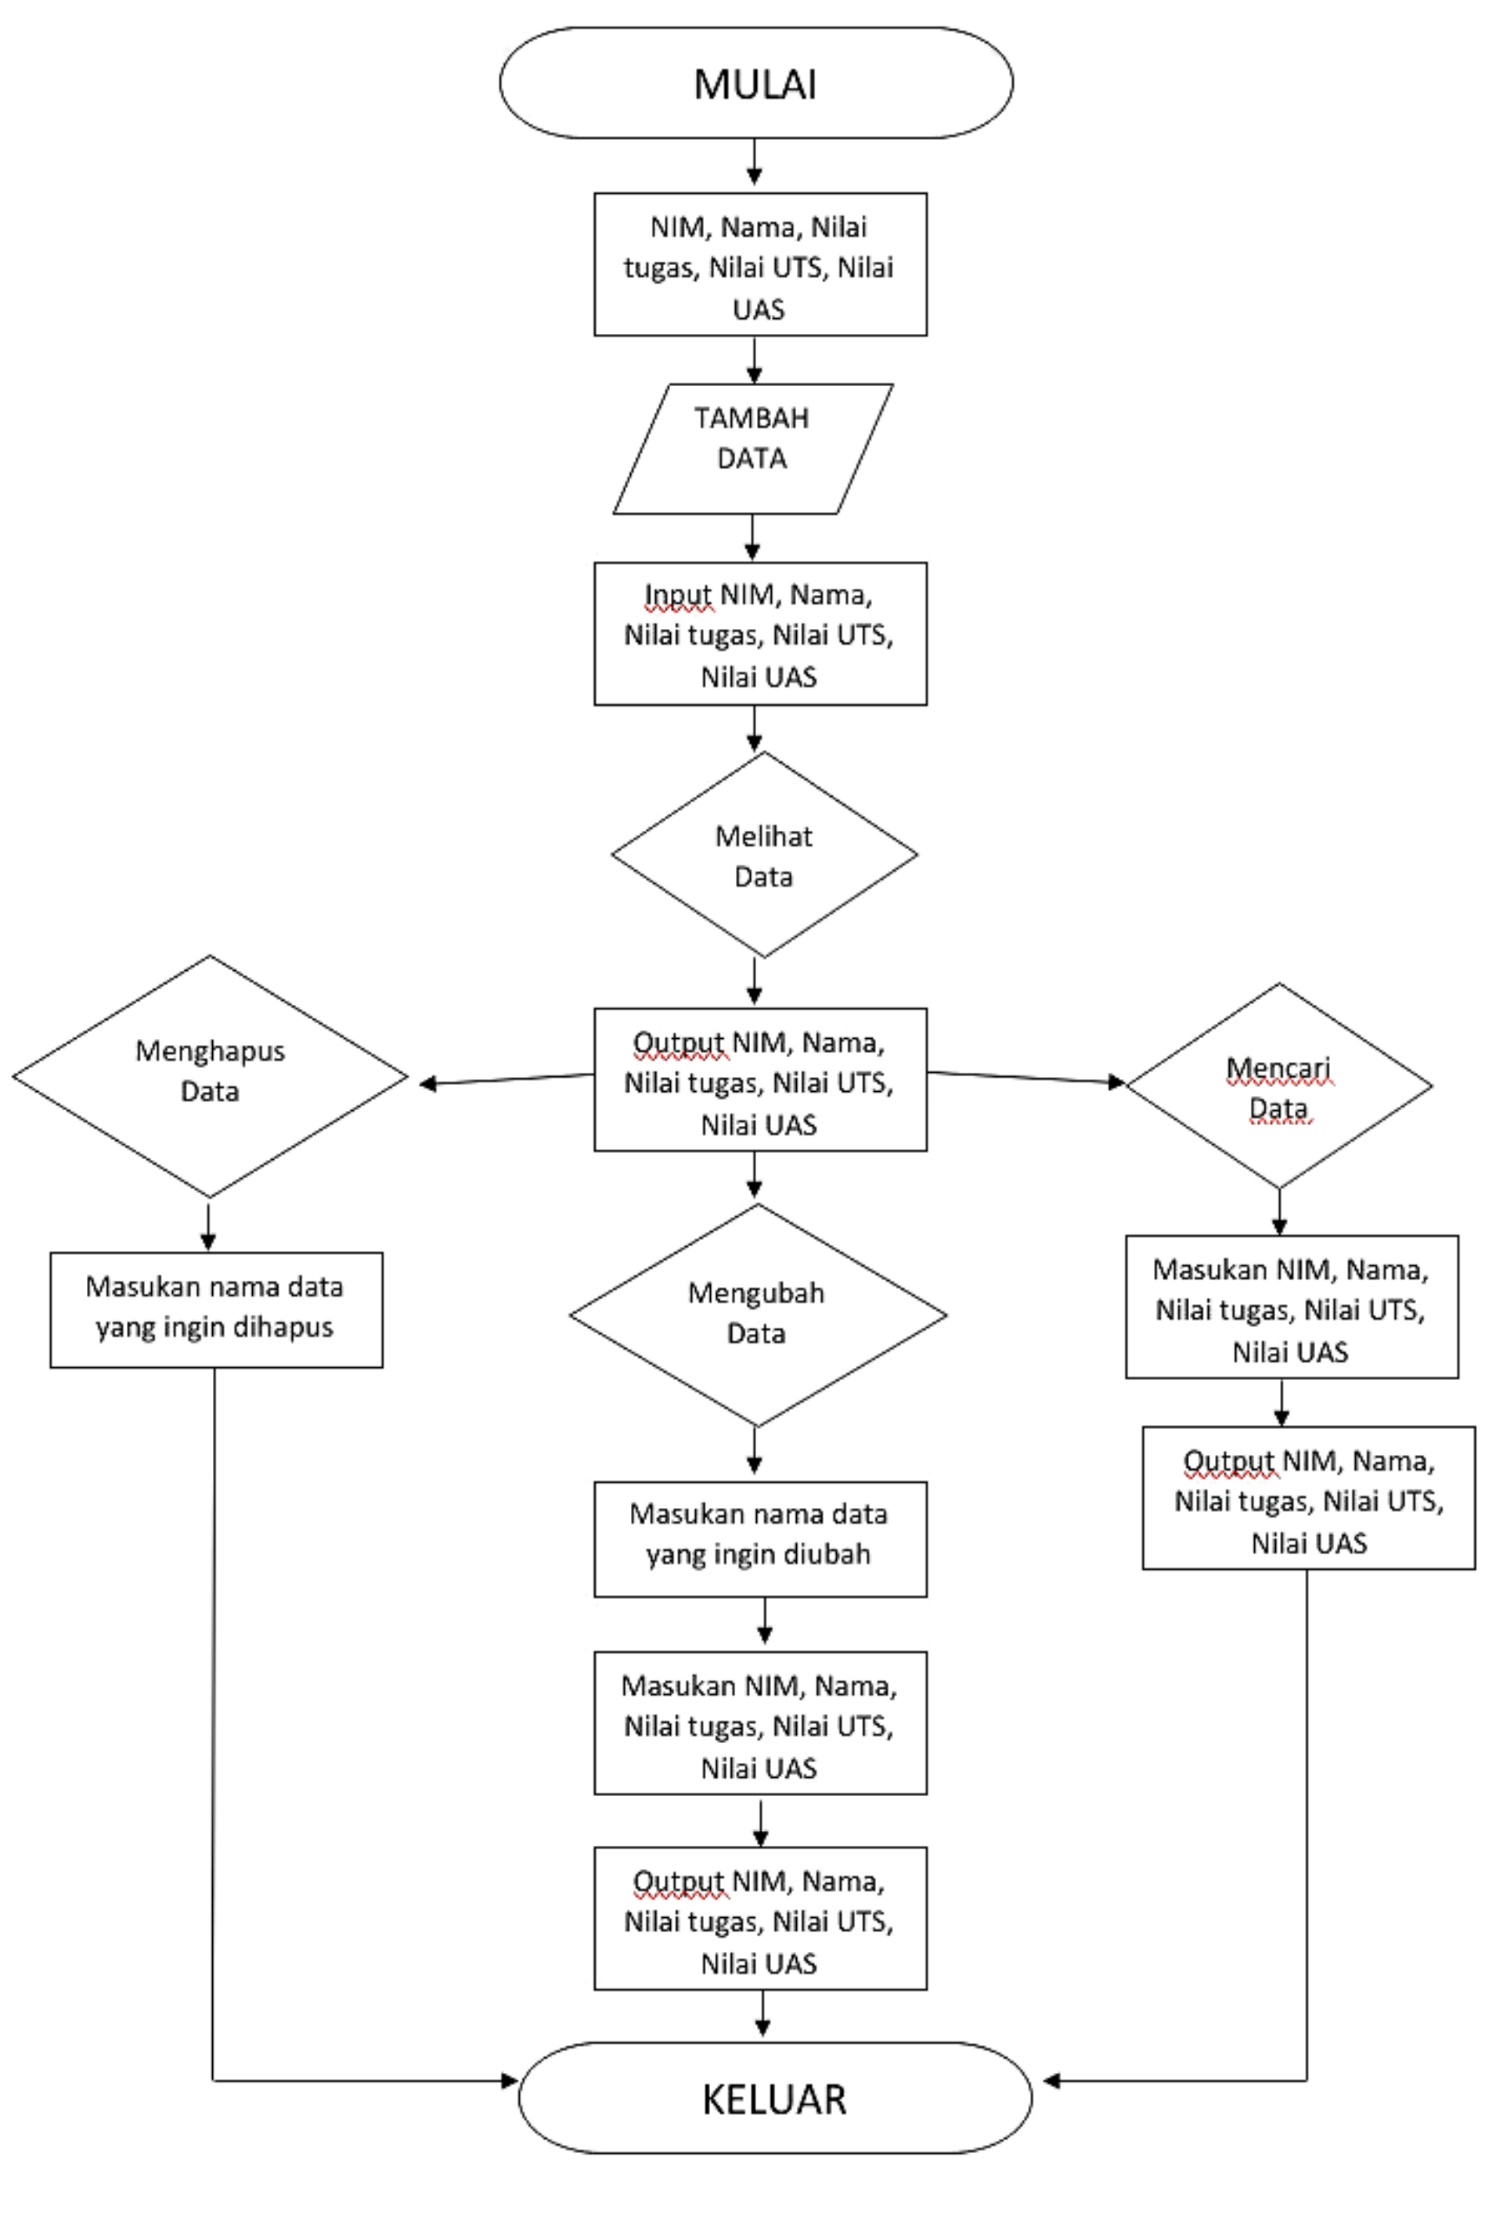 MULAI
NIM, Nama, Nilai
tugas, Nilai UTS, Nilai
UAS
TAMBAH
DATA
Input NIM, Nama,
Nilai tugas, Nilai UTS,
Nilai UAS
Melihat
Data
Output NIM, Nama,
Nilai tugas, Nilai UTS,
Nilai UAS
Menghapus
Data
Masukan nama data
yang ingin dihapus
Mengubah
Data
Masukan nama data
yang ingin diubah
Masukan NIM, Nama,
Nilai tugas, Nilai UTS,
Nilai UAS
Output NIM, Nama,
Nilai tugas, Nilai UTS,
Nilai UAS
Mencari
Data
Masukan NIM, Nama,
Nilai tugas, Nilai UTS,
Nilai UAS
Output NIM, Nama,
Nilai tugas, Nilai UTS,
Nilai UAS
KELUAR